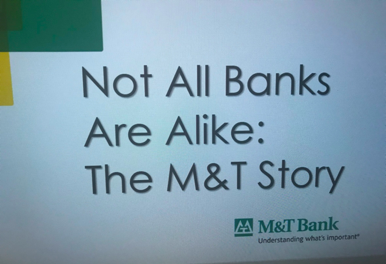 Not All Banks
Are Alike:
The M&T Story
M&T Bank
Understanding what's important®